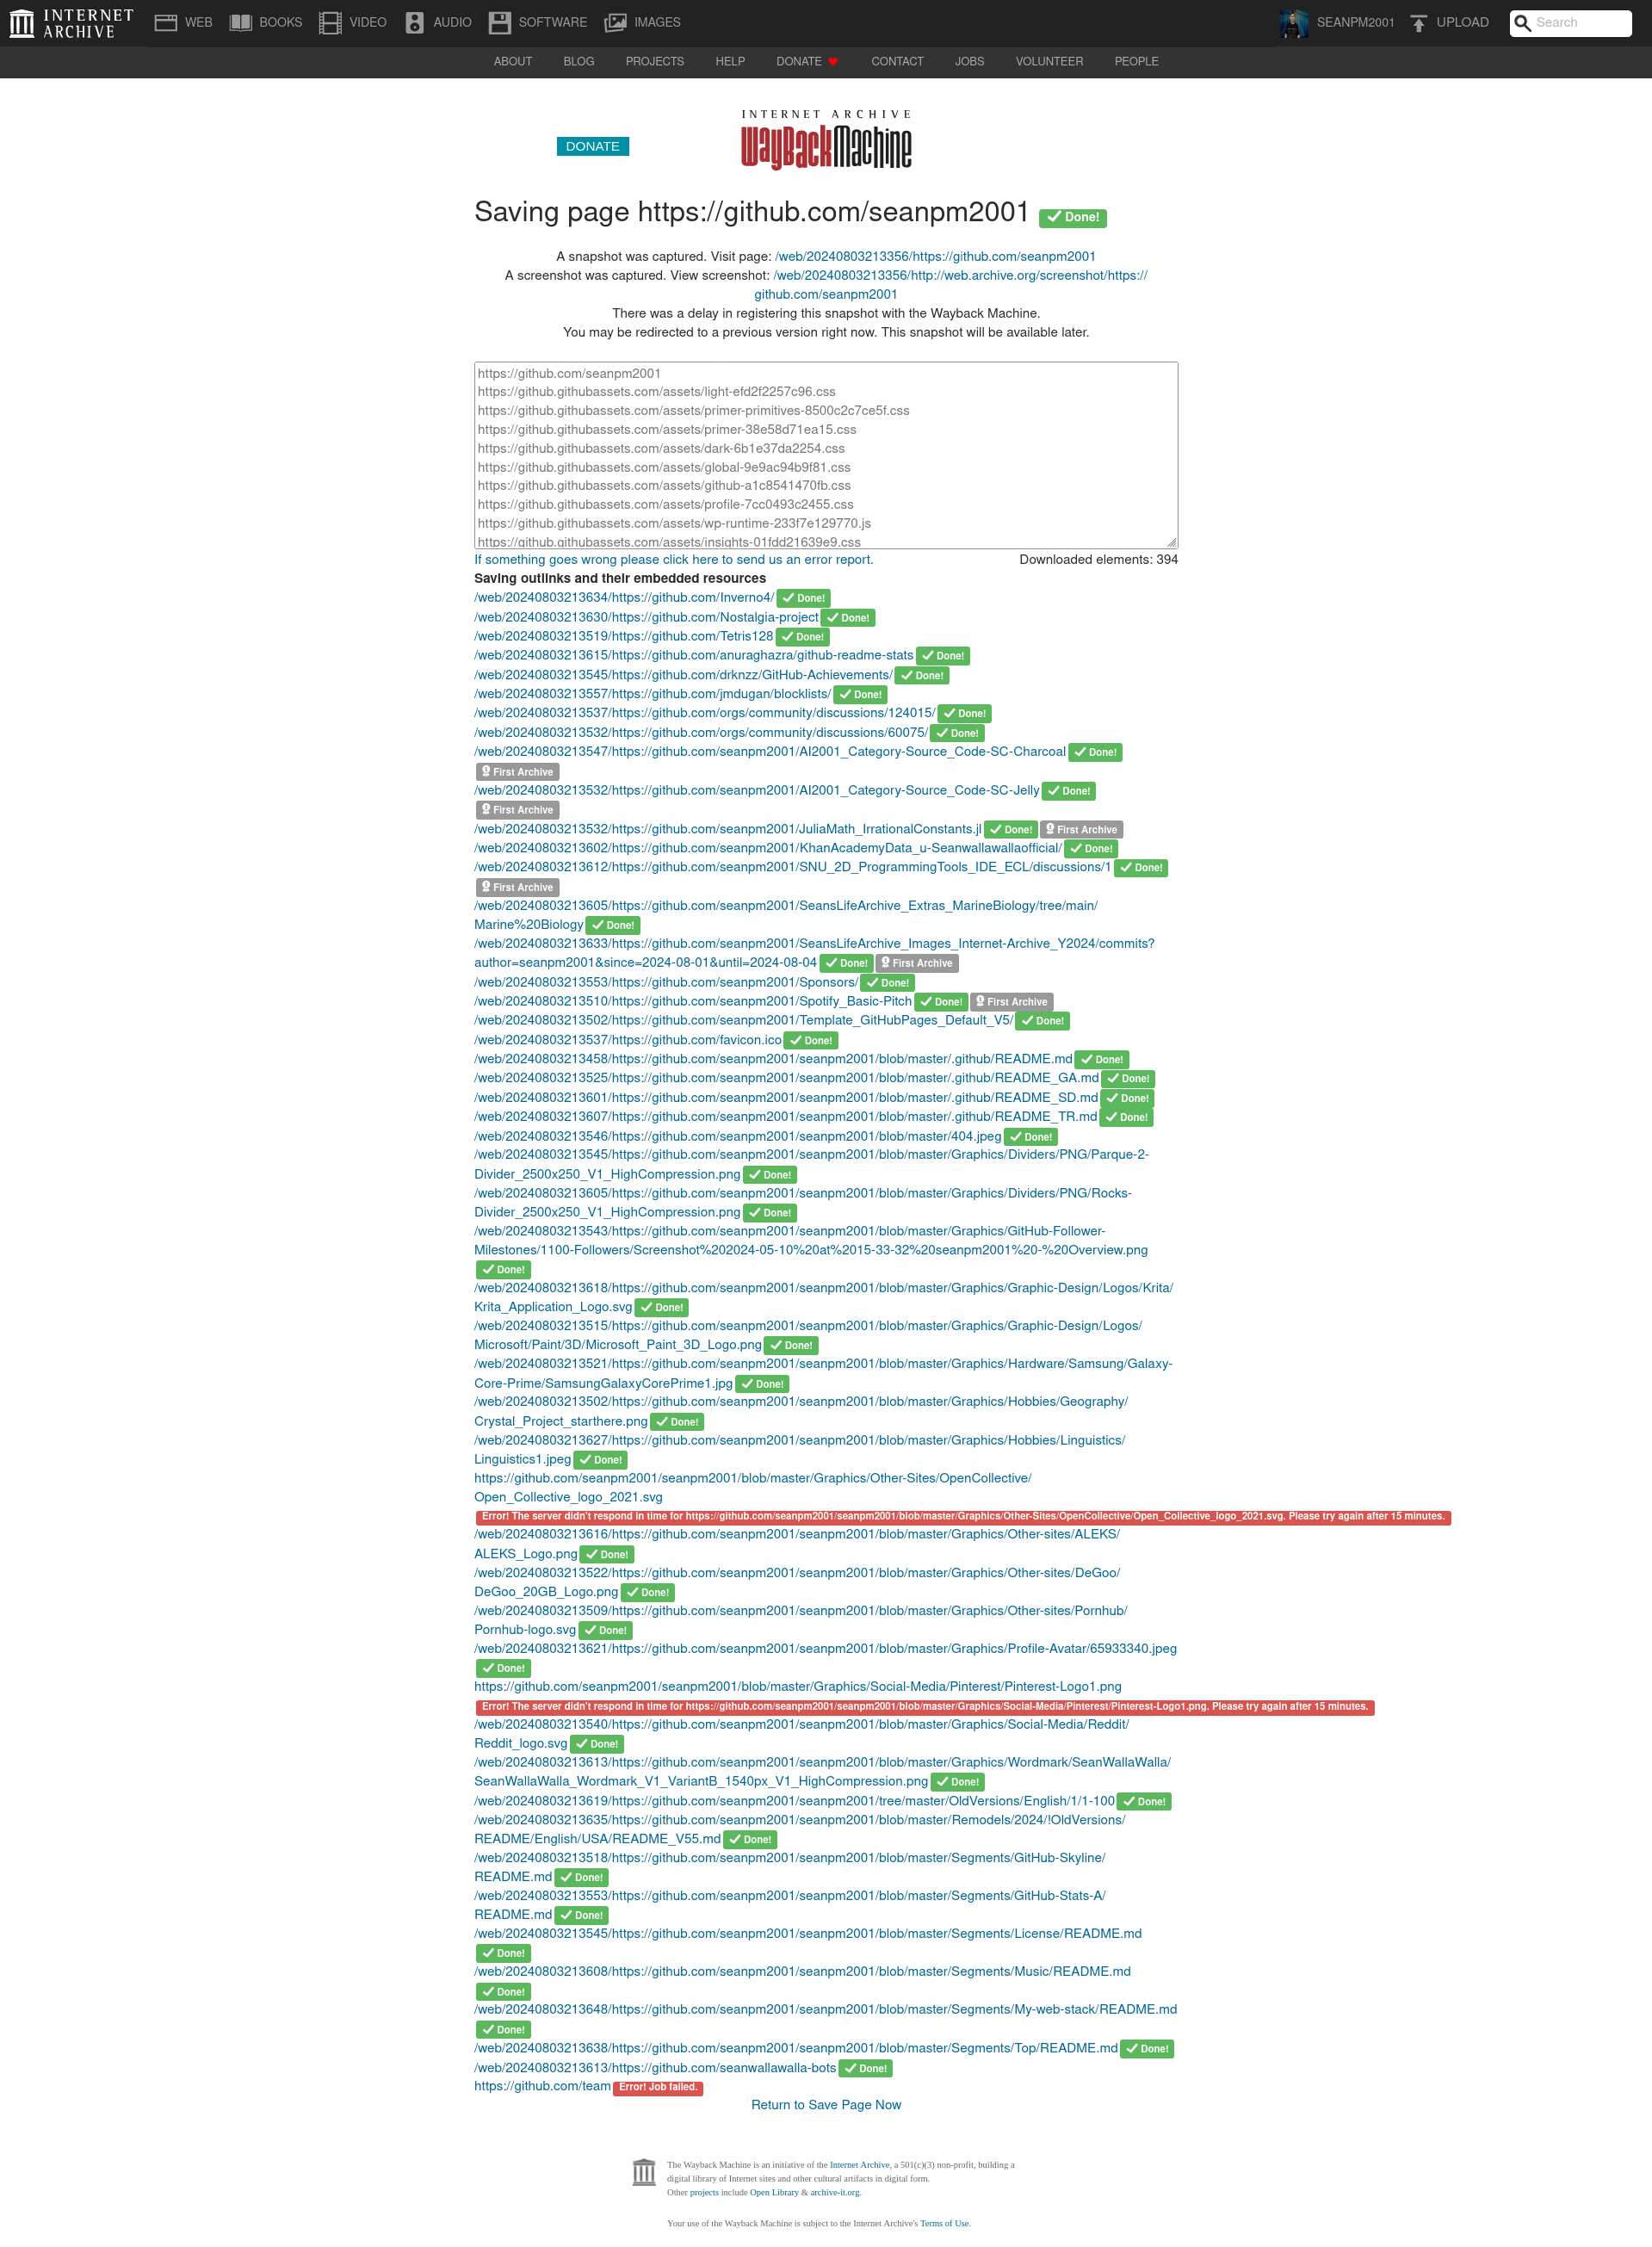 INTERNET ARCHIVE
WEB BOOKS VIDEO AUDIO SOFTWARE IMAGES SEANPM2001 UPLOAD Search
ABOUT BLOG PROJECTS HELP DONATE CONTACT JOBS VOLUNTEER PEOPLE
INTERNET ARCHIVE
DONATE WayBackMachine
Saving page https://github.com/seanpm2001 Done!
A snapshot was captured. Visit page: /web/20240803213356/https://github.com/seanpm2001
A screenshot was captured. View screenshot: /web/20240803213356/http://web.archive.org/screenshot/https://
github.com/seanpm2001
There was a delay in registering this snapshot with the Wayback Machine.
You may be redirected to a previous version right now. This snapshot will be available later.
https://github.com/seanpm2001
https://github.githubassets.com/assets/light-efd2f2257c96.css
https://github.githubassets.com/assets/primer-primitives-8500c2c7ce5f.css
https://github.githubassets.com/assets/primer-38e58d71ea15.css
https://github.githubassets.com/assets/dark-6b1e37da2254.css
https://github.githubassets.com/assets/global-9e9ac94b9f81.css
https://github.githubassets.com/assets/github-a1c8541470fb.css
https://github.githubassets.com/assets/profile-7cc0493c2455.css
https://github.githubassets.com/assets/wp-runtime-233f7e129770.js
https://github.githubassets.com/assets/insights-01fdd21639e9.css
If something goes wrong please click here to send us an error report. Downloaded elements: 394
Saving outlinks and their embedded resources
/web/20240803213634/https://github.com/Inverno4/ Done!
/web/20240803213630/https://github.com/Nostalgia-project Done!
/web/20240803213519/https://github.com/Tetris128 Done!
/web/20240803213615/https://github.com/anuraghazra/github-readme-stats Done!
/web/20240803213545/https://github.com/drknzz/GitHub-Achievements/ Done!
/web/20240803213557/https://github.com/jmdugan/blocklists/ Done!
/web/20240803213537/https://github.com/orgs/community/discussions/124015/ Done!
/web/20240803213532/https://github.com/orgs/community/discussions/60075/ Done!
/web/20240803213547/https://github.com/seanpm2001/AI2001_Category-Source_Code-SC-Charcoal Done!
First Archive
/web/20240803213532/https://github.com/seanpm2001/AI2001_Category-Source_Code-SC-Jelly Done!
First Archive
/web/20240803213532/https://github.com/seanpm2001/JuliaMath_IrrationalConstants.jl Done! First Archive
/web/20240803213602/https://github.com/seanpm2001/KhanAcademyData_u-Seanwallawallaofficial/ Done!
/web/20240803213612/https://github.com/seanpm2001/SNU_2D_ProgrammingTools_IDE_ECL/discussions/1 Done!
First Archive
/web/20240803213605/https://github.com/seanpm2001/SeansLifeArchive_Extras_MarineBiology/tree/main/
Marine%20Biology Done!
/web/20240803213633/https://github.com/seanpm2001/SeansLifeArchive_Images_Internet-Archive_Y2024/commits?
author=seanpm2001&since=2024-08-01&until=2024-08-04 Done! First Archive
/web/20240803213553/https://github.com/seanpm2001/Sponsors/ Done!
/web/20240803213510/https://github.com/seanpm2001/Spotify_Basic-Pitch Done! First Archive
/web/20240803213502/https://github.com/seanpm2001/Template_GitHubPages_Default_V5/ Done!
/web/20240803213537/https://github.com/favicon.ico Done!
/web/20240803213458/https://github.com/seanpm2001/seanpm2001/blob/master/.github/README.md Done!
/web/20240803213525/https://github.com/seanpm2001/seanpm2001/blob/master/.github/README_GA.md Done!
/web/20240803213601/https://github.com/seanpm2001/seanpm2001/blob/master/.github/README_SD.md Done!
/web/20240803213607/https://github.com/seanpm2001/seanpm2001/blob/master/.github/README_TR.md Done!
/web/20240803213546/https://github.com/seanpm2001/seanpm2001/blob/master/404.jpeg Done!
/web/20240803213545/https://github.com/seanpm2001/seanpm2001/blob/master/Graphics/Dividers/PNG/Parque-2-
Divider_2500x250_V1_HighCompression.png Done!
/web/20240803213605/https://github.com/seanpm2001/seanpm2001/blob/master/Graphics/Dividers/PNG/Rocks-
Divider_2500x250_V1_HighCompression.png Done!
/web/20240803213543/https://github.com/seanpm2001/seanpm2001/blob/master/Graphics/GitHub-Follower-
Milestones/1100-Followers/Screenshot%202024-05-10%20at%2015-33-32%20seanpm2001%20-%20Overview.png
Done!
/web/20240803213618/https://github.com/seanpm2001/seanpm2001/blob/master/Graphics/Graphic-Design/Logos/Krita/
Krita_Application_Logo.svg Done!
/web/20240803213515/https://github.com/seanpm2001/seanpm2001/blob/master/Graphics/Graphic-Design/Logos/
Microsoft/Paint/3D/Microsoft_Paint_3D_Logo.png Done!
/web/20240803213521/https://github.com/seanpm2001/seanpm2001/blob/master/Graphics/Hardware/Samsung/Galaxy-
Core-Prime/SamsungGalaxyCorePrime1.jpg Done!
/web/20240803213502/https://github.com/seanpm2001/seanpm2001/blob/master/Graphics/Hobbies/Geography/
Crystal_Project_starthere.png Done!
/web/20240803213627/https://github.com/seanpm2001/seanpm2001/blob/master/Graphics/Hobbies/Linguistics/
Linguistics1.jpeg Done!
https://github.com/seanpm2001/seanpm2001/blob/master/Graphics/Other-Sites/OpenCollective/
Open_Collective_logo_2021.svg
Error! The server didn't respond in time for https://github.com/seanpm2001/seanpm2001/blob/master/Graphics/Other-Sites/OpenCollective/Open_Collective_logo_2021.svg. Please try again after 15 minutes.
/web/20240803213616/https://github.com/seanpm2001/seanpm2001/blob/master/Graphics/Other-sites/ALEKS/
ALEKS_Logo.png Done!
/web/20240803213522/https://github.com/seanpm2001/seanpm2001/blob/master/Graphics/Other-sites/DeGoo/
DeGoo_20GB_Logo.png Done!
/web/20240803213509/https://github.com/seanpm2001/seanpm2001/blob/master/Graphics/Other-sites/Pornhub/
Pornhub-logo.svg Done!
/web/20240803213621/https://github.com/seanpm2001/seanpm2001/blob/master/Graphics/Profile-Avatar/65933340.jpeg
Done!
https://github.com/seanpm2001/seanpm2001/blob/master/Graphics/Social-Media/Pinterest/Pinterest-Logo1.png
Error! The server didn't respond in time for https://github.com/seanpm2001/seanpm2001/blob/master/Graphics/Social-Media/Pinterest/Pinterest-Logo1.png. Please try again after 15 minutes.
/web/20240803213540/https://github.com/seanpm2001/seanpm2001/blob/master/Graphics/Social-Media/Reddit/
Reddit_logo.svg Done!
/web/20240803213613/https://github.com/seanpm2001/seanpm2001/blob/master/Graphics/Wordmark/SeanWallaWalla/
SeanWallaWalla_Wordmark_V1_VariantB_1540px_V1_HighCompression.png Done!
/web/20240803213619/https://github.com/seanpm2001/seanpm2001/tree/master/OldVersions/English/1/1-100 Done!
/web/20240803213635/https://github.com/seanpm2001/seanpm2001/blob/master/Remodels/2024/!OldVersions/
README/English/USA/README_V55.md Done!
/web/20240803213518/https://github.com/seanpm2001/seanpm2001/blob/master/Segments/GitHub-Skyline/
README.md Done!
/web/20240803213553/https://github.com/seanpm2001/seanpm2001/blob/master/Segments/GitHub-Stats-A/
README.md Done!
/web/20240803213545/https://github.com/seanpm2001/seanpm2001/blob/master/Segments/License/README.md
Done!
/web/20240803213608/https://github.com/seanpm2001/seanpm2001/blob/master/Segments/Music/README.md
Done!
/web/20240803213648/https://github.com/seanpm2001/seanpm2001/blob/master/Segments/My-web-stack/README.md
Done!
/web/20240803213638/https://github.com/seanpm2001/seanpm2001/blob/master/Segments/Top/README.md Done!
/web/20240803213613/https://github.com/seanwallawalla-bots Done!
https://github.com/team Error! Job failed.
Return to Save Page Now
The Wayback Machine is an initiative of the Internet Archive, a 501(c)(3) non-profit, building a
digital library of Internet sites and other cultural artifacts in digital form.
Other projects include Open Library & archive-it.org.
Your use of the Wayback Machine is subject to the Internet Archive's Terms of Use.